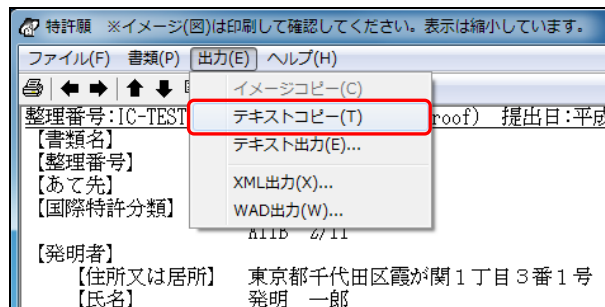 特許願 ※イメージ(図)は印刷して確認してください。表示は縮小しています。
ファイル(F) 書類(P) 出力(E) ヘルプ(H)
イメージコピー(C)
テキストコピー(T)
テキスト出力(E)...
XML出力(X)...
WAD出力(W)...
整理番号:IC-TEST roof) 提出日:平成
【書類名】
【整理番号】
【あて先】
【国際特許分類】
【発明者】
【住所又は居所】 東京都千代田区霞が関1丁目3番1号
【氏名】 発明 一郎